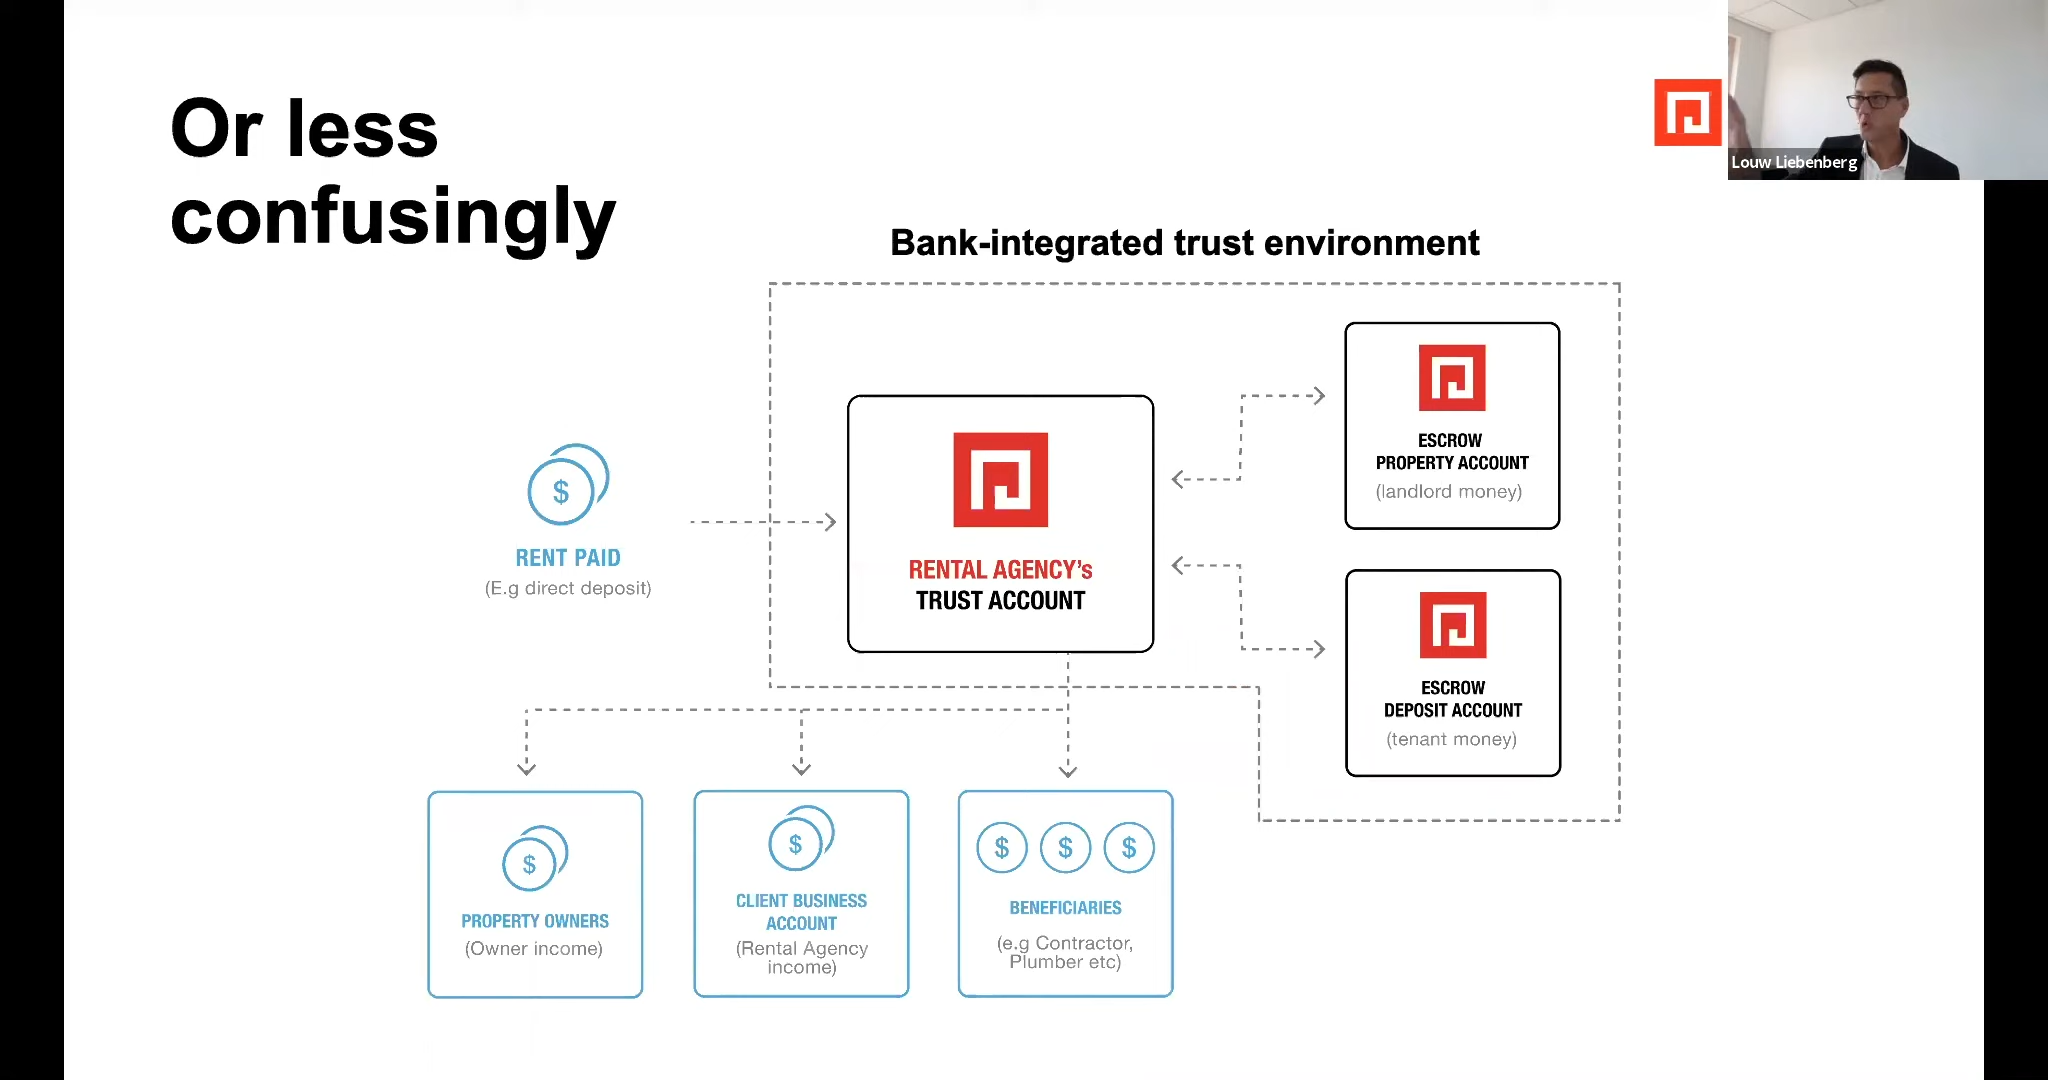 Or less
confusingly
Louw Liebenberg
Bank-integrated trust environment
$
RENT PAID
(E.g direct deposit)
RENTAL AGENCY's
TRUST ACCOUNT
ESCROW
PROPERTY ACCOUNT
(landlord money)
ESCROW
DEPOSIT ACCOUNT
(tenant money)
$
PROPERTY OWNERS
(Owner income)
$
CLIENT BUSINESS
ACCOUNT
(Rental Agency
income)
$ $ $
BENEFICIARIES
(e.g Contractor,
Plumber etc)